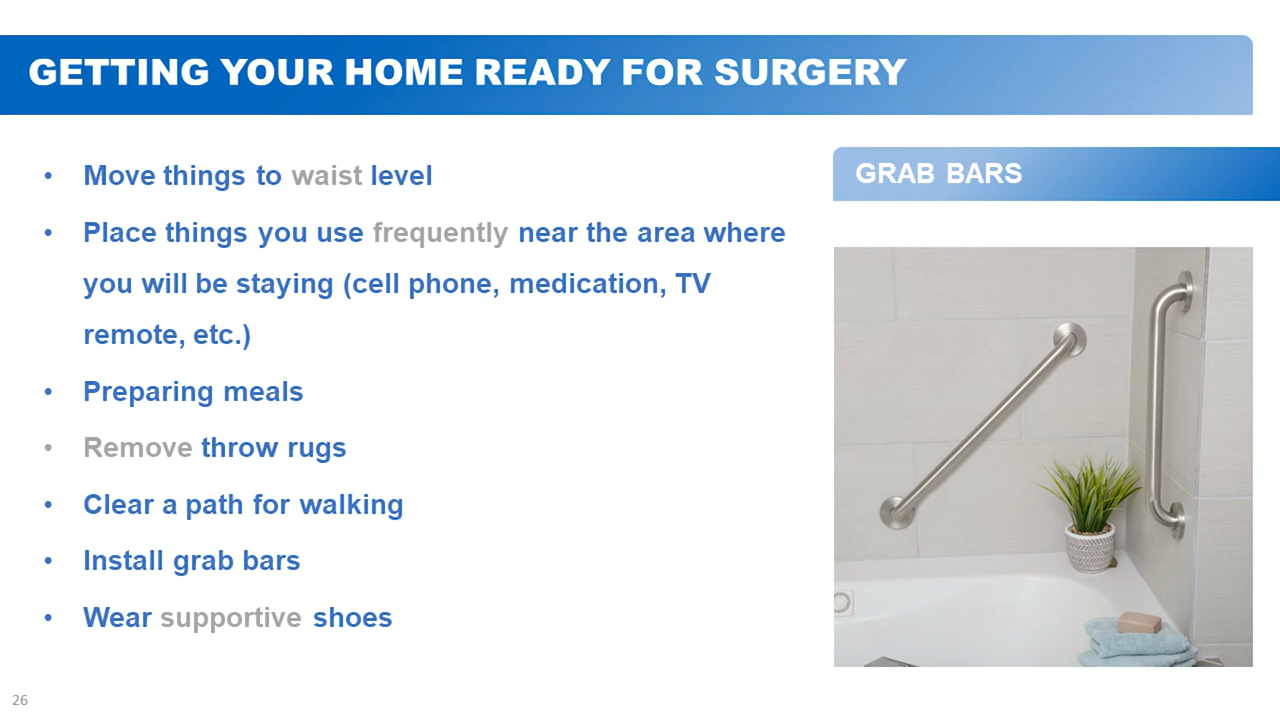 GETTING YOUR HOME READY FOR SURGERY
• Move things to waist level
• Place things you use frequently near the area where
you will be staying (cell phone, medication, TV
remote, etc.)
• Preparing meals
• Remove throw rugs
• Clear a path for walking
• Install grab bars
• Wear supportive shoes
GRAB BARS
26